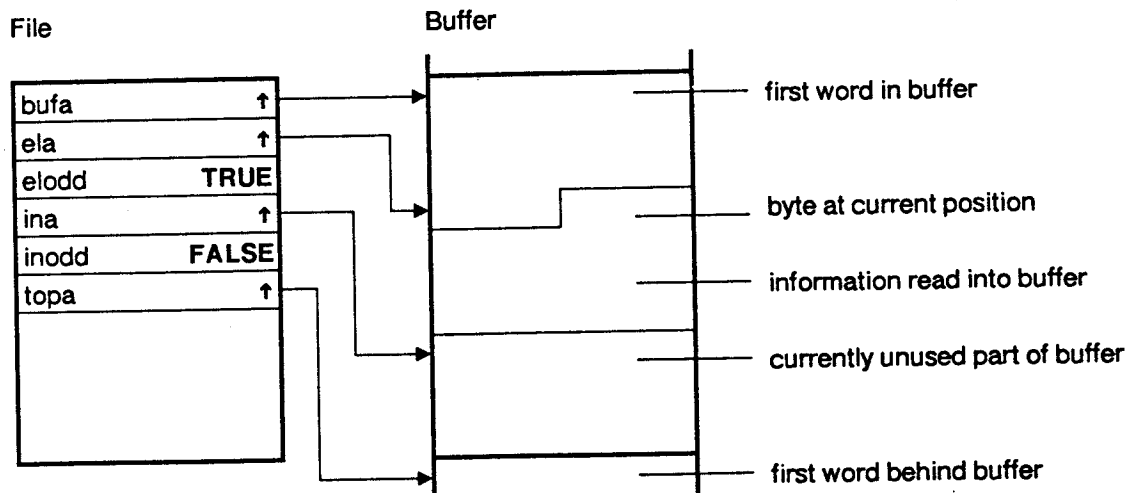 File
Buffer
bufa ↑
ela ↑
elodd TRUE
ina ↑
inodd FALSE
topa ↑
first word in buffer
byte at current position
information read into buffer
currently unused part of buffer
first word behind buffer